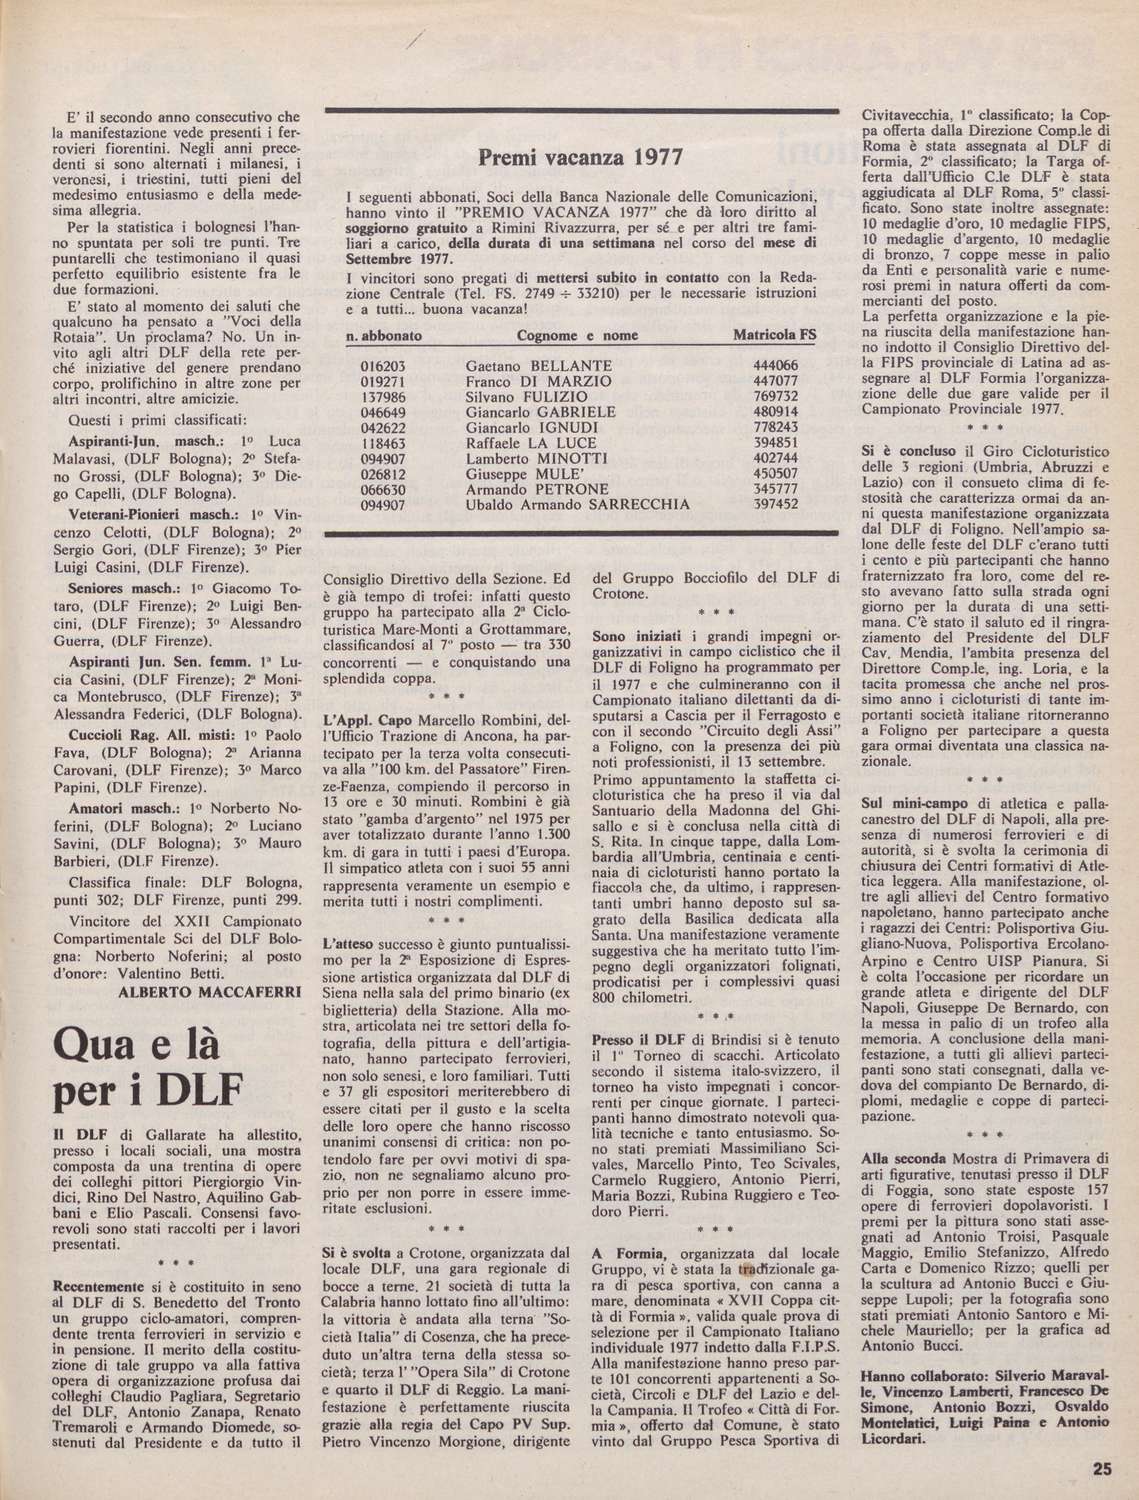 E' il secondo anno consecutivo che
la manifestazione vede presenti i fer-
rovieri fiorentini. Negli anni prece-
denti si sono alternati i milanesi, i
veronesi, i triestini, tutti pieni del
medesimo entusiasmo e della mede-
sima allegria.
Per la statistica i bolognesi l'han-
no spuntata per soli tre punti. Tre
puntarelli che testimoniano il quasi
perfetto equilibrio esistente fra le
due formazioni.
E' stato al momento dei saluti che
qualcuno ha pensato a "Voci della
Rotaia". Un proclama? No. Un in-
vito agli altri DLF della rete per-
ché iniziative del genere prendano
corpo, prolifichino in altre zone per
altri incontri, altre amicizie.
Questi i primi classificati:
Aspiranti-Jun. masch.: 1º Luca
Malavasi, (DLF Bologna); 2º Stefa-
no Grossi, (DLF Bologna); 3º Die-
go Capelli, (DLF Bologna).
Veterani-Pionieri masch.: 1º Vin-
cenzo Celotti, (DLF Bologna); 2º
Sergio Gori, (DLF Firenze); 3º Pier
Luigi Casini, (DLF Firenze).
Seniores masch.: 1º Giacomo To-
taro, (DLF Firenze); 2º Luigi Ben-
cini, (DLF Firenze); 3º Alessandro
Guerra, (DLF Firenze).
Aspiranti Jun. Sen. femm. 1ª Lu-
cia Casini, (DLF Firenze); 2ª Moni-
ca Montebrusco, (DLF Firenze); 3ª
Alessandra Federici, (DLF Bologna).
Cuccioli Rag. All. misti: 1º Paolo
Fava, (DLF Bologna); 2ª Arianna
Carovani, (DLF Firenze); 3º Marco
Papini, (DLF Firenze).
Amatori masch.: 1º Norberto No-
ferini, (DLF Bologna); 2º Luciano
Savini, (DLF Bologna); 3º Mauro
Barbieri, (DLF Firenze).
Classifica finale: DLF Bologna,
punti 302; DLF Firenze, punti 299.
Vincitore del XXII Campionato
Compartimentale Sci del DLF Bolo-
gna: Norberto Noferini; al posto
d'onore: Valentino Betti.
ALBERTO MACCAFERRI
Qua e là
per i DLF
Il DLF di Gallarate ha allestito,
presso i locali sociali, una mostra
composta da una trentina di opere
dei colleghi pittori Piergiorgio Vin-
dici, Rino Del Nastro, Aquilino Gab-
bani e Elio Pascali. Consensi favo-
revoli sono stati raccolti per i lavori
presentati.
* * *
Recentemente si è costituito in seno
al DLF di S. Benedetto del Tronto
un gruppo ciclo-amatori, compren-
dente trenta ferrovieri in servizio e
in pensione. Il merito della costitu-
zione di tale gruppo va alla fattiva
opera di organizzazione profusa dai
colleghi Claudio Pagliara, Segretario
del DLF, Antonio Zanapa, Renato
Tremaroli e Armando Diomede, so-
stenuti dal Presidente e da tutto il
Premi vacanza 1977
I seguenti abbonati, Soci della Banca Nazionale delle Comunicazioni,
hanno vinto il "PREMIO VACANZA 1977" che dà loro diritto al
soggiorno gratuito a Rimini Rivazzurra, per sé e per altri tre fami-
liari a carico, della durata di una settimana nel corso del mese di
Settembre 1977.
I vincitori sono pregati di mettersi subito in contatto con la Reda-
zione Centrale (Tel. FS. 2749 ÷ 33210) per le necessarie istruzioni
e a tutti... buona vacanza!
n. abbonato Cognome e nome Matricola FS
016203 Gaetano BELLANTE 444066
019271 Franco DI MARZIO 447077
137986 Silvano FULIZIO 769732
046649 Giancarlo GABRIELE 480914
042622 Giancarlo IGNUDI 778243
118463 Raffaele LA LUCE 394851
094907 Lamberto MINOTTI 402744
026812 Giuseppe MULE' 450507
066630 Armando PETRONE 345777
094907 Ubaldo Armando SARRECCHIA 397452
Consiglio Direttivo della Sezione. Ed
è già tempo di trofei: infatti questo
gruppo ha partecipato alla 2ª Ciclo-
turistica Mare-Monti a Grottammare,
classificandosi al 7º posto — tra 330
concorrenti — e conquistando una
splendida coppa.
* * *
L'Appl. Capo Marcello Rombini, del-
l'Ufficio Trazione di Ancona, ha par-
tecipato per la terza volta consecuti-
va alla "100 km. del Passatore" Firen-
ze-Faenza, compiendo il percorso in
13 ore e 30 minuti. Rombini è già
stato "gamba d'argento" nel 1975 per
aver totalizzato durante l'anno 1.300
km. di gara in tutti i paesi d'Europa.
Il simpatico atleta con i suoi 55 anni
rappresenta veramente un esempio e
merita tutti i nostri complimenti.
* * *
L'atteso successo è giunto puntualissi-
mo per la 2ª Esposizione di Espres-
sione artistica organizzata dal DLF di
Siena nella sala del primo binario (ex
biglietteria) della Stazione. Alla mo-
stra, articolata nei tre settori della fo-
tografia, della pittura e dell'artigia-
nato, hanno partecipato ferrovieri,
non solo senesi, e loro familiari. Tutti
e 37 gli espositori meriterebbero di
essere citati per il gusto e la scelta
delle loro opere che hanno riscosso
unanimi consensi di critica: non po-
tendolo fare per ovvi motivi di spa-
zio, non ne segnaliamo alcuno pro-
prio per non porre in essere imme-
ritate esclusioni.
* * *
Si è svolta a Crotone, organizzata dal
locale DLF, una gara regionale di
bocce a terne. 21 società di tutta la
Calabria hanno lottato fino all'ultimo:
la vittoria è andata alla terna "So-
cietà Italia" di Cosenza, che ha prece-
duto un'altra terna della stessa so-
cietà; terza l' "Opera Sila" di Crotone
e quarto il DLF di Reggio. La mani-
festazione è perfettamente riuscita
grazie alla regia del Capo PV Sup.
Pietro Vincenzo Morgione, dirigente
del Gruppo Bocciofilo del DLF di
Crotone.
* * *
Sono iniziati i grandi impegni or-
ganizzativi in campo ciclistico che il
DLF di Foligno ha programmato per
il 1977 e che culmineranno con il
Campionato italiano dilettanti da di-
sputarsi a Cascia per il Ferragosto e
con il secondo "Circuito degli Assi"
a Foligno, con la presenza dei più
noti professionisti, il 13 settembre.
Primo appuntamento la staffetta ci-
cloturistica che ha preso il via dal
Santuario della Madonna del Ghi-
sallo e si è conclusa nella città di
S. Rita. In cinque tappe, dalla Lom-
bardia all'Umbria, centinaia e centi-
naia di cicloturisti hanno portato la
fiaccola che, da ultimo, i rappresen-
tanti umbri hanno deposto sul sa-
grato della Basilica dedicata alla
Santa. Una manifestazione veramente
suggestiva che ha meritato tutto l'im-
pegno degli organizzatori folignati,
prodicatisi per i complessivi quasi
800 chilometri.
* * *
Presso il DLF di Brindisi si è tenuto
il 1º Torneo di scacchi. Articolato
secondo il sistema italo-svizzero, il
torneo ha visto impegnati i concor-
renti per cinque giornate. I parteci-
panti hanno dimostrato notevoli qua-
lità tecniche e tanto entusiasmo. So-
no stati premiati Massimiliano Sci-
vales, Marcello Pinto, Teo Scivales,
Carmelo Ruggiero, Antonio Pierri,
Maria Bozzi, Rubina Ruggiero e Teo-
doro Pierri.
* * *
A Formia, organizzata dal locale
Gruppo, vi è stata la tradizionale ga-
ra di pesca sportiva, con canna a
mare, denominata « XVII Coppa cit-
tà di Formia », valida quale prova di
selezione per il Campionato Italiano
individuale 1977 indetto dalla F.I.P.S.
Alla manifestazione hanno preso par-
te 101 concorrenti appartenenti a So-
cietà, Circoli e DLF del Lazio e del-
la Campania. Il Trofeo « Città di For-
mia », offerto dal Comune, è stato
vinto dal Gruppo Pesca Sportiva di
Civitavecchia, 1º classificato; la Cop-
pa offerta dalla Direzione Comp.le di
Roma è stata assegnata al DLF di
Formia, 2º classificato; la Targa of-
ferta dall'Ufficio C.le DLF è stata
aggiudicata al DLF Roma, 5º classi-
ficato. Sono state inoltre assegnate:
10 medaglie d'oro, 10 medaglie FIPS,
10 medaglie d'argento, 10 medaglie
di bronzo, 7 coppe messe in palio
da Enti e personalità varie e nume-
rosi premi in natura offerti da com-
mercianti del posto.
La perfetta organizzazione e la pie-
na riuscita della manifestazione han-
no indotto il Consiglio Direttivo del-
la FIPS provinciale di Latina ad as-
segnare al DLF Formia l'organizza-
zione delle due gare valide per il
Campionato Provinciale 1977.
* * *
Si è concluso il Giro Cicloturistico
delle 3 regioni (Umbria, Abruzzi e
Lazio) con il consueto clima di fe-
stosità che caratterizza ormai da an-
ni questa manifestazione organizzata
dal DLF di Foligno. Nell'ampio sa-
lone delle feste del DLF c'erano tutti
i cento e più partecipanti che hanno
fraternizzato fra loro, come del re-
sto avevano fatto sulla strada ogni
giorno per la durata di una setti-
mana. C'è stato il saluto ed il ringra-
ziamento del Presidente del DLF
Cav. Mendia, l'ambita presenza del
Direttore Comp.le, ing. Loria, e la
tacita promessa che anche nel pros-
simo anno i cicloturisti di tante im-
portanti società italiane ritorneranno
a Foligno per partecipare a questa
gara ormai diventata una classica na-
zionale.
* * *
Sul mini-campo di atletica e palla-
canestro del DLF di Napoli, alla pre-
senza di numerosi ferrovieri e di
autorità, si è svolta la cerimonia di
chiusura dei Centri formativi di Atle-
tica leggera. Alla manifestazione, ol-
tre agli allievi del Centro formativo
napoletano, hanno partecipato anche
i ragazzi dei Centri: Polisportiva Giu-
gliano-Nuova, Polisportiva Ercolano-
Arpino e Centro UISP Pianura. Si
è colta l'occasione per ricordare un
grande atleta e dirigente del DLF
Napoli, Giuseppe De Bernardo, con
la messa in palio di un trofeo alla
memoria. A conclusione della mani-
festazione, a tutti gli allievi parteci-
panti sono stati consegnati, dalla ve-
dova del compianto De Bernardo, di-
plomi, medaglie e coppe di parteci-
pazione.
* * *
Alla seconda Mostra di Primavera di
arti figurative, tenutasi presso il DLF
di Foggia, sono state esposte 157
opere di ferrovieri dopolavoristi. I
premi per la pittura sono stati asse-
gnati ad Antonio Troisi, Pasquale
Maggio, Emilio Stefanizzo, Alfredo
Carta e Domenico Rizzo; quelli per
la scultura ad Antonio Bucci e Giu-
seppe Lupoli; per la fotografia sono
stati premiati Antonio Santoro e Mi-
chele Mauriello; per la grafica ad
Antonio Bucci.
Hanno collaborato: Silverio Maraval-
le, Vincenzo Lamberti, Francesco De
Simone, Antonio Bozzi, Osvaldo
Montelatici, Luigi Paina e Antonio
Licordari.
25